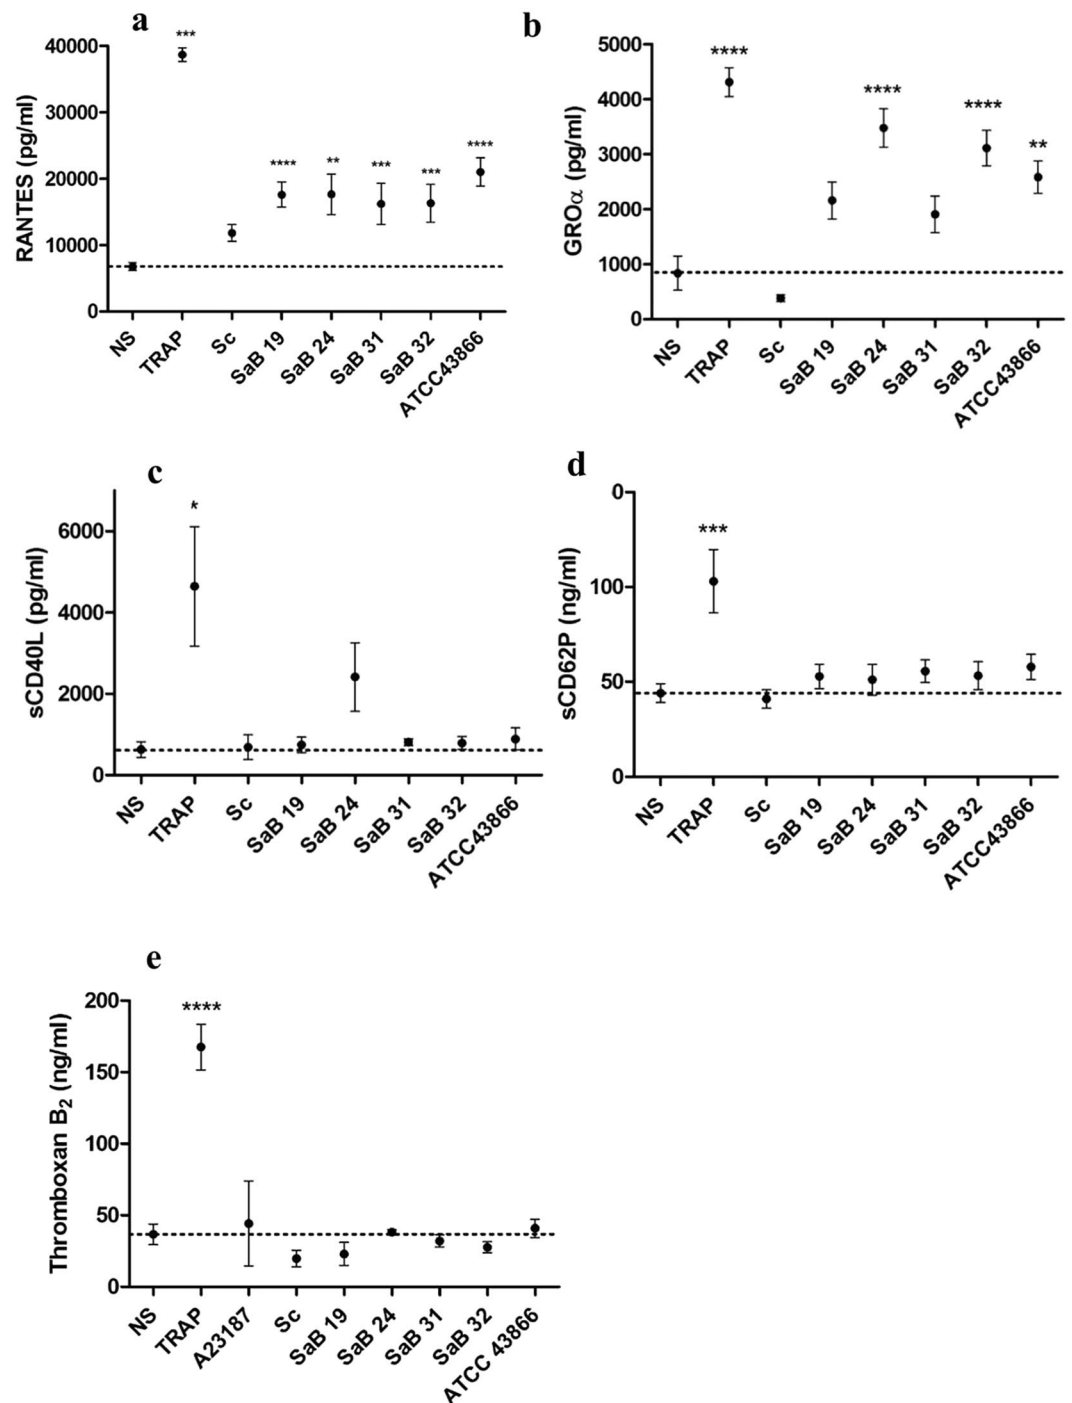 a
RANTES (pg/ml)
40000
30000
20000
10000
0
***
****
**
***
***
****
NS
TRAP
Sc
SaB 19
SaB 24
SaB 31
SaB 32
ATCC43866
b
GROα (pg/ml)
5000
4000
3000
2000
1000
0
****
****
****
**
NS
TRAP
Sc
SaB 19
SaB 24
SaB 31
SaB 32
ATCC43866
c
sCD40L (pg/ml)
6000
4000
2000
0
*
NS
TRAP
Sc
SaB 19
SaB 24
SaB 31
SaB 32
ATCC43866
d
sCD62P (ng/ml)
0
100
50
0
***
NS
TRAP
Sc
SaB 19
SaB 24
SaB 31
SaB 32
ATCC43866
e
Thromboxan B2 (ng/ml)
200
150
100
50
0
****
NS
TRAP
A23187
Sc
SaB 19
SaB 24
SaB 31
SaB 32
ATCC 43866